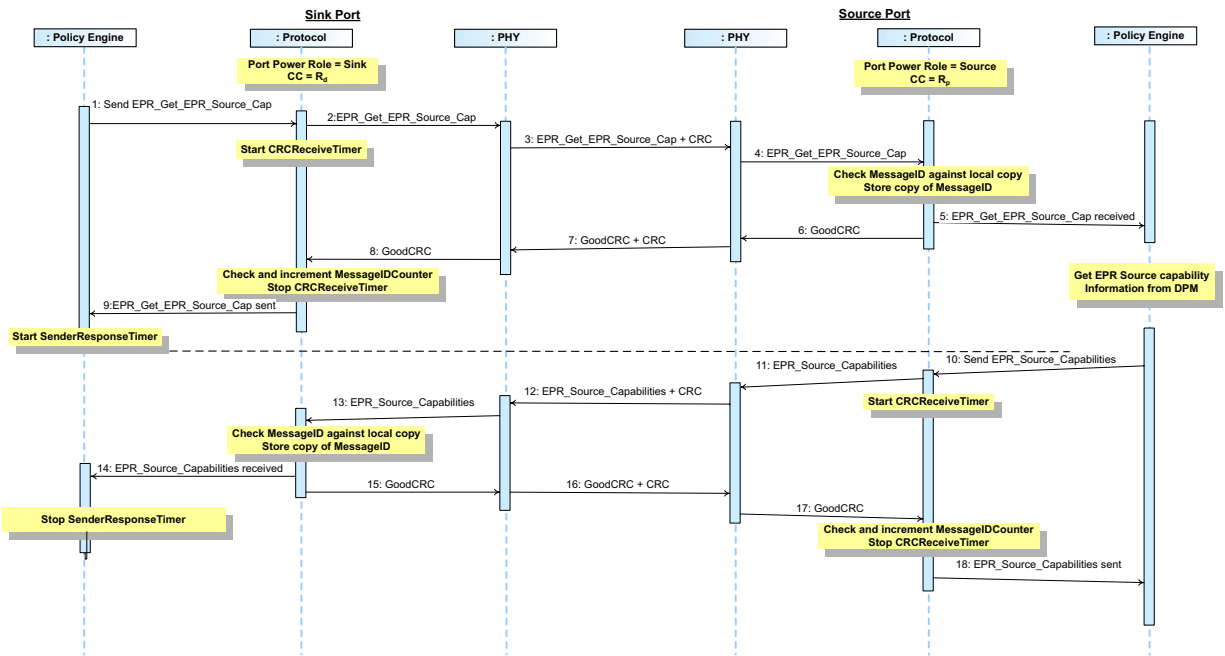 Sink Port
Source Port
: Policy Engine
: Protocol
: PHY
: PHY
: Protocol
: Policy Engine
Port Power Role = Sink
CC = Rd
Port Power Role = Source
CC = Rp
1: Send EPR_Get_EPR_Source_Cap
2:EPR_Get_EPR_Source_Cap
Start CRCReceiveTimer
3: EPR_Get_EPR_Source_Cap + CRC
4: EPR_Get_EPR_Source_Cap
Check MessageID against local copy
Store copy of MessageID
5: EPR_Get_EPR_Source_Cap received
6: GoodCRC
7: GoodCRC + CRC
8: GoodCRC
Check and increment MessageIDCounter
Stop CRCReceiveTimer
Get EPR Source capability
Information from DPM
9:EPR_Get_EPR_Source_Cap sent
Start SenderResponseTimer
10: Send EPR_Source_Capabilities
11: EPR_Source_Capabilities
Start CRCReceiveTimer
12: EPR_Source_Capabilities + CRC
13: EPR_Source_Capabilities
Check MessageID against local copy
Store copy of MessageID
14: EPR_Source_Capabilities received
15: GoodCRC
16: GoodCRC + CRC
Stop SenderResponseTimer
17: GoodCRC
Check and increment MessageIDCounter
Stop CRCReceiveTimer
18: EPR_Source_Capabilities sent